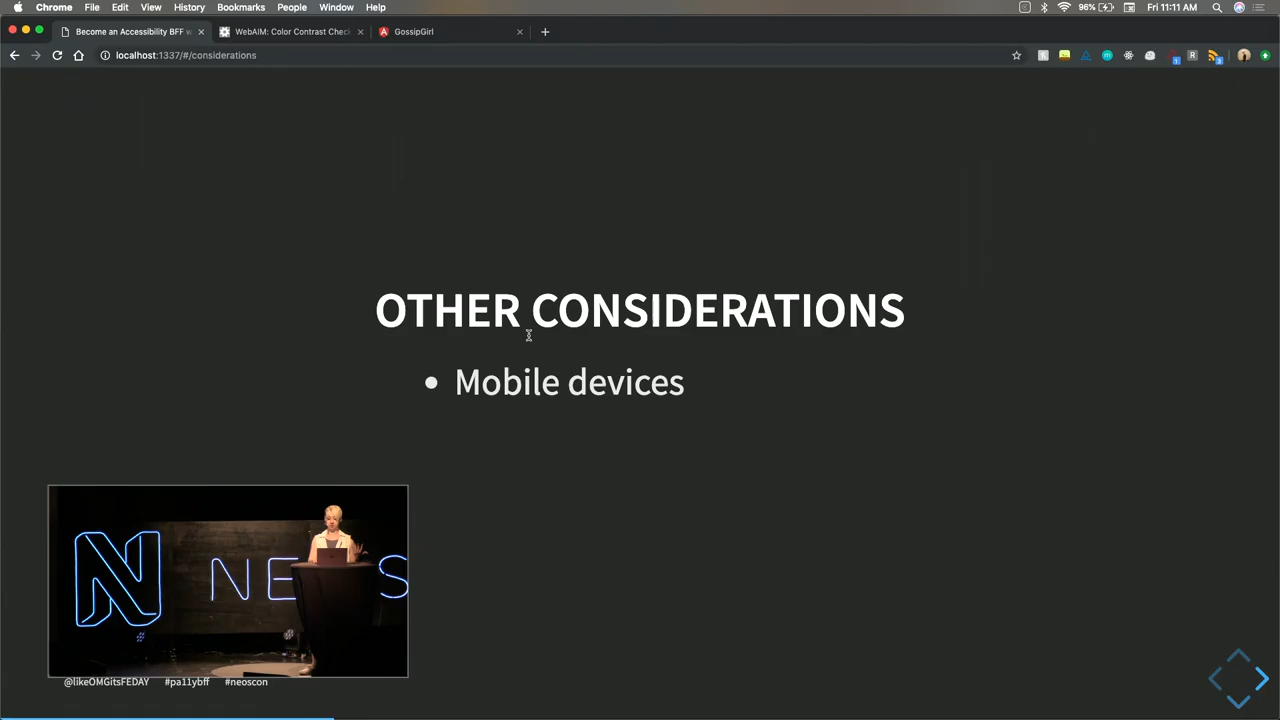 Chrome File Edit View History Bookmarks People Window Help 96% Fri 11:11 AM
Become an Accessibility BFF w WebAIM: Color Contrast Chec GossipGirl
localhost:1337/#/considerations
OTHER CONSIDERATIONS
• Mobile devices
N NE S
@likeOMGitsFEDAY #pa11ybff #neoscon